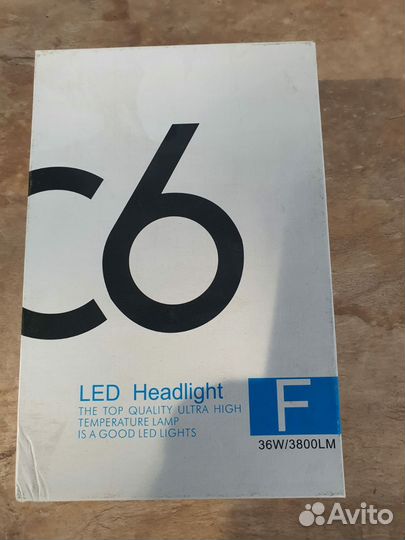 C6
LED Headlight
THE TOP QUALITY ULTRA HIGH
TEMPERATURE LAMP
IS A GOOD LED LIGHTS
F
36W/3800LM
Avito